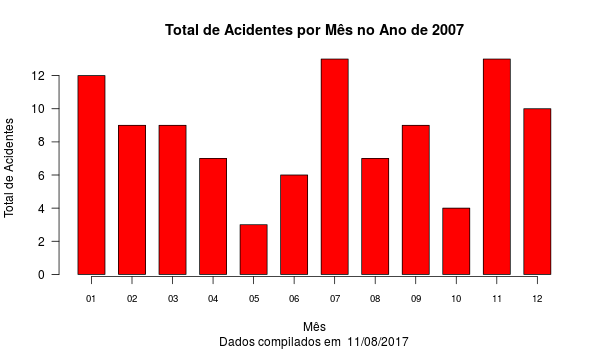 Total de Acidentes por Mês no Ano de 2007
Total de Acidentes
12
10
8
6
4
2
0
01 02 03 04 05 06 07 08 09 10 11 12
Mês
Dados compilados em 11/08/2017